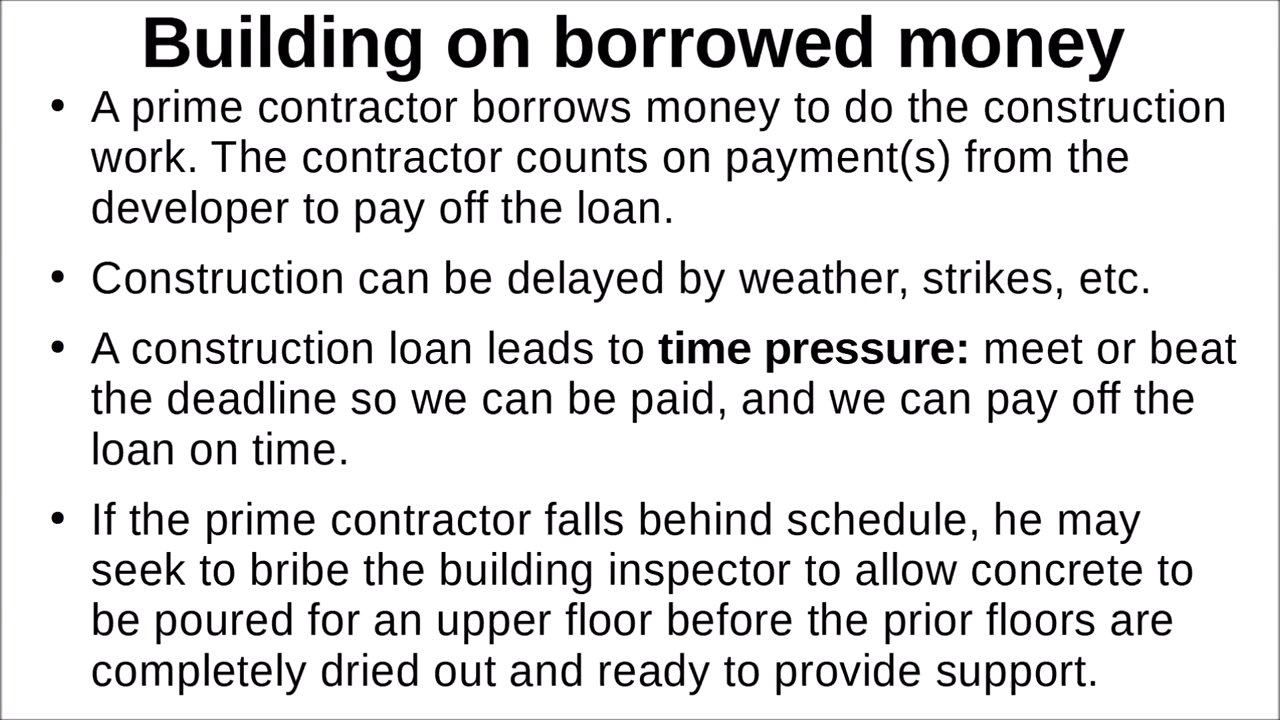 Building on borrowed money
• A prime contractor borrows money to do the construction
work. The contractor counts on payment(s) from the
developer to pay off the loan.
• Construction can be delayed by weather, strikes, etc.
• A construction loan leads to time pressure: meet or beat
the deadline so we can be paid, and we can pay off the
loan on time.
• If the prime contractor falls behind schedule, he may
seek to bribe the building inspector to allow concrete to
be poured for an upper floor before the prior floors are
completely dried out and ready to provide support.